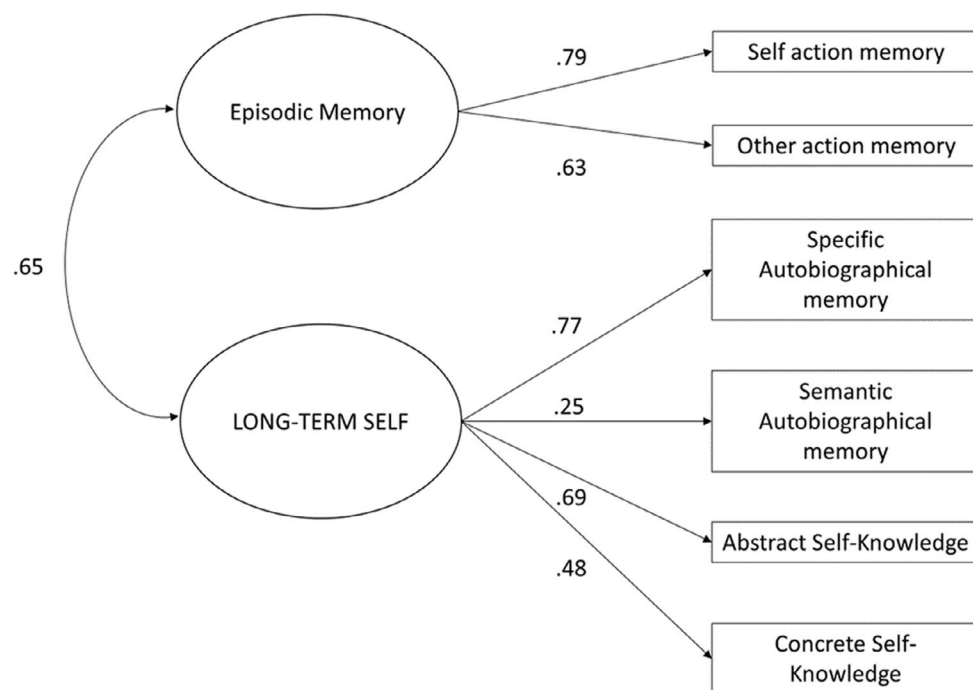 .79
Self action memory
Episodic Memory
Other action memory
.63
Specific
Autobiographical
memory
.65
.77
Semantic
Autobiographical
memory
.25
LONG-TERM SELF
.69
Abstract Self-Knowledge
.48
Concrete Self-
Knowledge